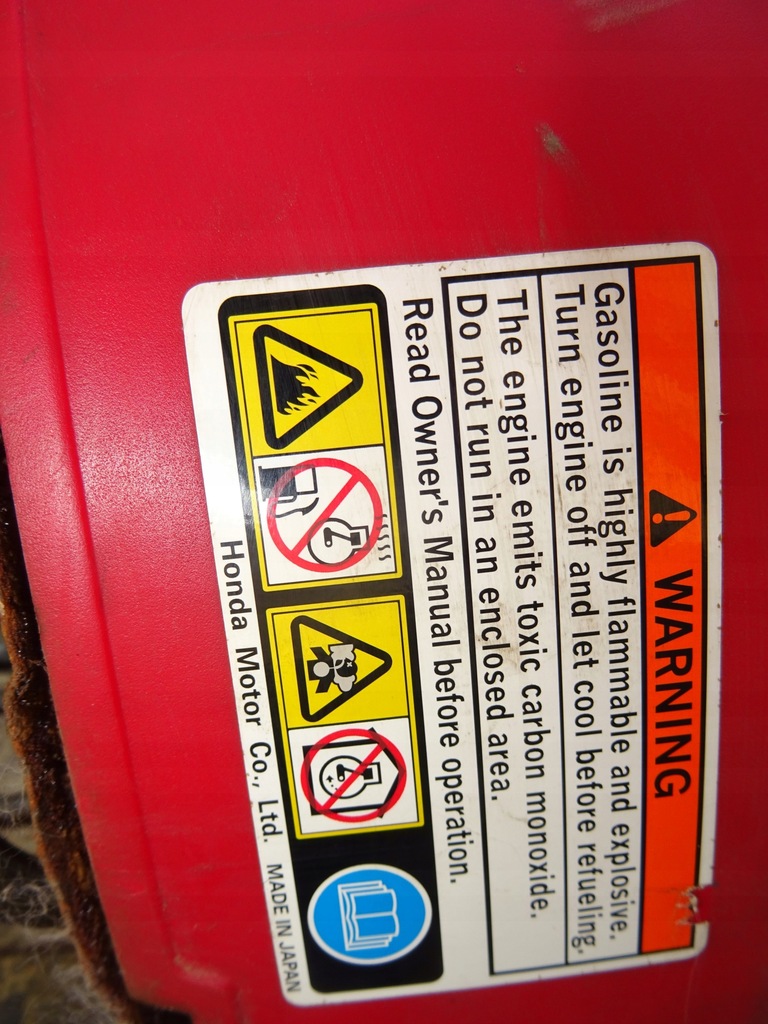 WARNING
Gasoline is highly flammable and explosive.
Turn engine off and let cool before refueling.
The engine emits toxic carbon monoxide.
Do not run in an enclosed area.
Read Owner's Manual before operation.
Honda Motor Co., Ltd. MADE IN JAPAN